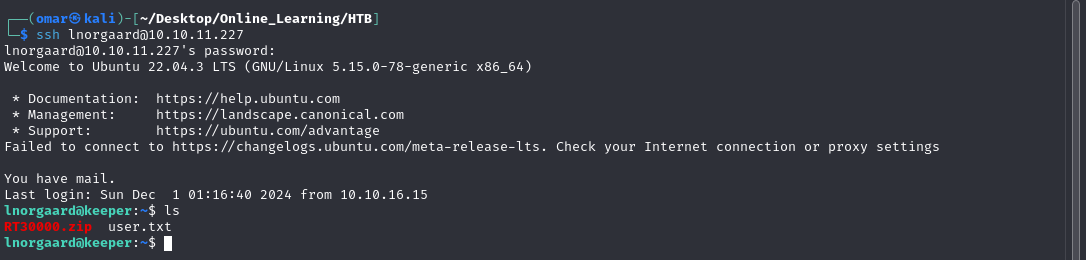 ┌──(omar㉿kali)-[~/Desktop/Online_Learning/HTB]
└─$ ssh lnorgaard@10.10.11.227
lnorgaard@10.10.11.227's password:
Welcome to Ubuntu 22.04.3 LTS (GNU/Linux 5.15.0-78-generic x86_64)
* Documentation:  https://help.ubuntu.com
* Management:     https://landscape.canonical.com
* Support:        https://ubuntu.com/advantage
Failed to connect to https://changelogs.ubuntu.com/meta-release-lts. Check your Internet connection or proxy settings
You have mail.
Last login: Sun Dec  1 01:16:40 2024 from 10.10.16.15
lnorgaard@keeper:~$ ls
RT30000.zip  user.txt
lnorgaard@keeper:~$